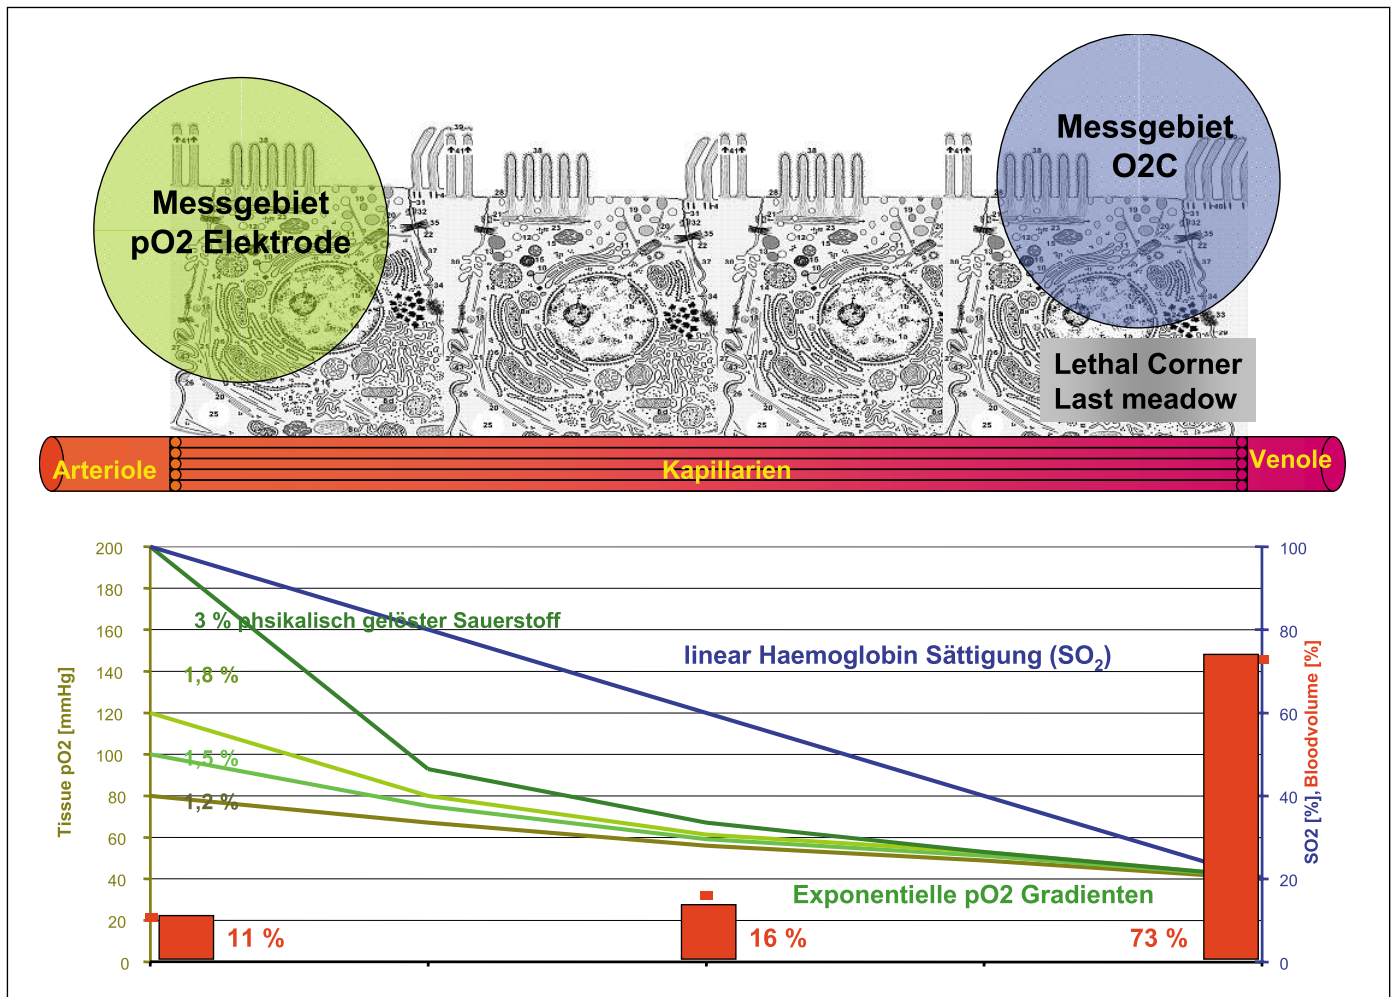 Messgebiet
pO2 Elektrode
Messgebiet
O2C
Lethal Corner
Last meadow
Arteriole
Kapillarien
Venole
200
180
160
140
120
100
80
60
40
20
0
Tissue pO2 [mmHg]
3 % phsikalisch gelöster Sauerstoff
1,8 %
1,5 %
1,2 %
linear Haemoglobin Sättigung (SO2)
Exponentielle pO2 Gradienten
11 %
16 %
73 %
100
80
60
40
20
0
SO2 [%], Bloodvolume [%]